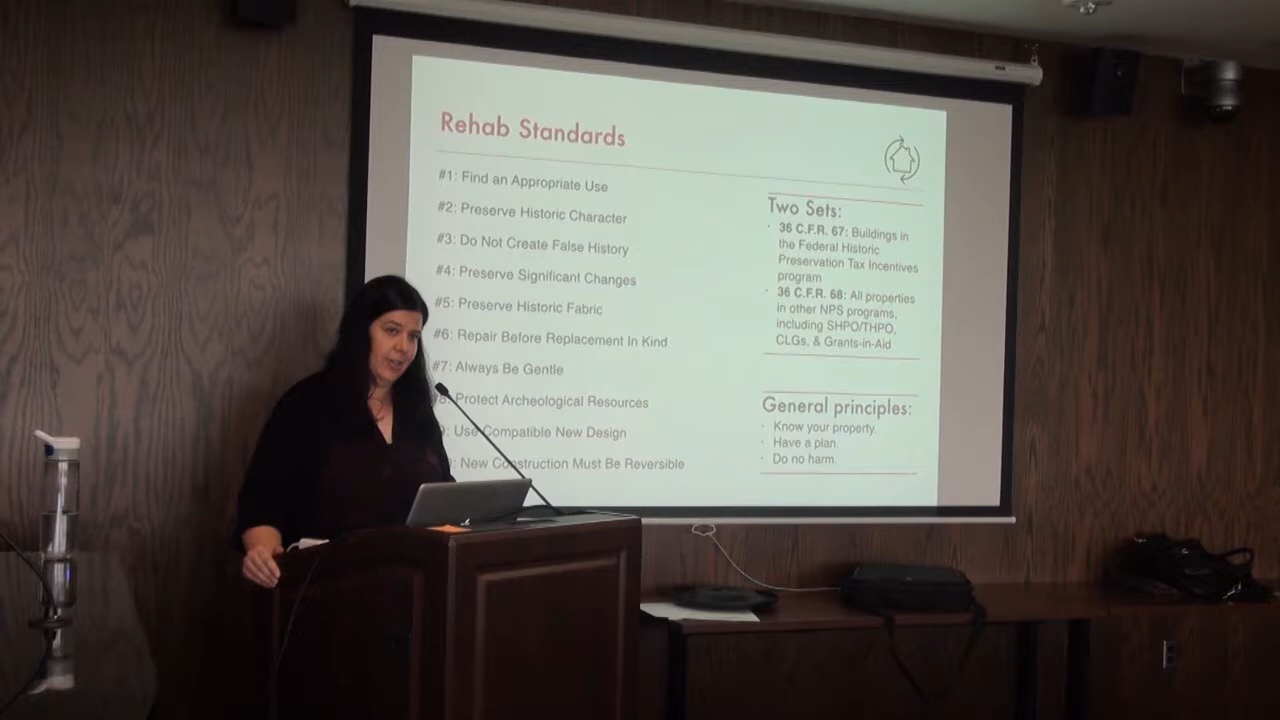 Rehab Standards
#1: Find an Appropriate Use
#2: Preserve Historic Character
#3: Do Not Create False History
#4: Preserve Significant Changes
#5: Preserve Historic Fabric
#6: Repair Before Replacement In Kind
#7: Always Be Gentle
#8: Protect Archeological Resources
: Use Compatible New Design
: New Construction Must Be Reversible
Two Sets:
· 36 C.F.R. 67: Buildings in
the Federal Historic
Preservation Tax Incentives
program
· 36 C.F.R. 68: All properties
in other NPS programs,
including SHPO/THPO,
CLGs, & Grants-in-Aid
General principles:
· Know your property.
· Have a plan.
· Do no harm.